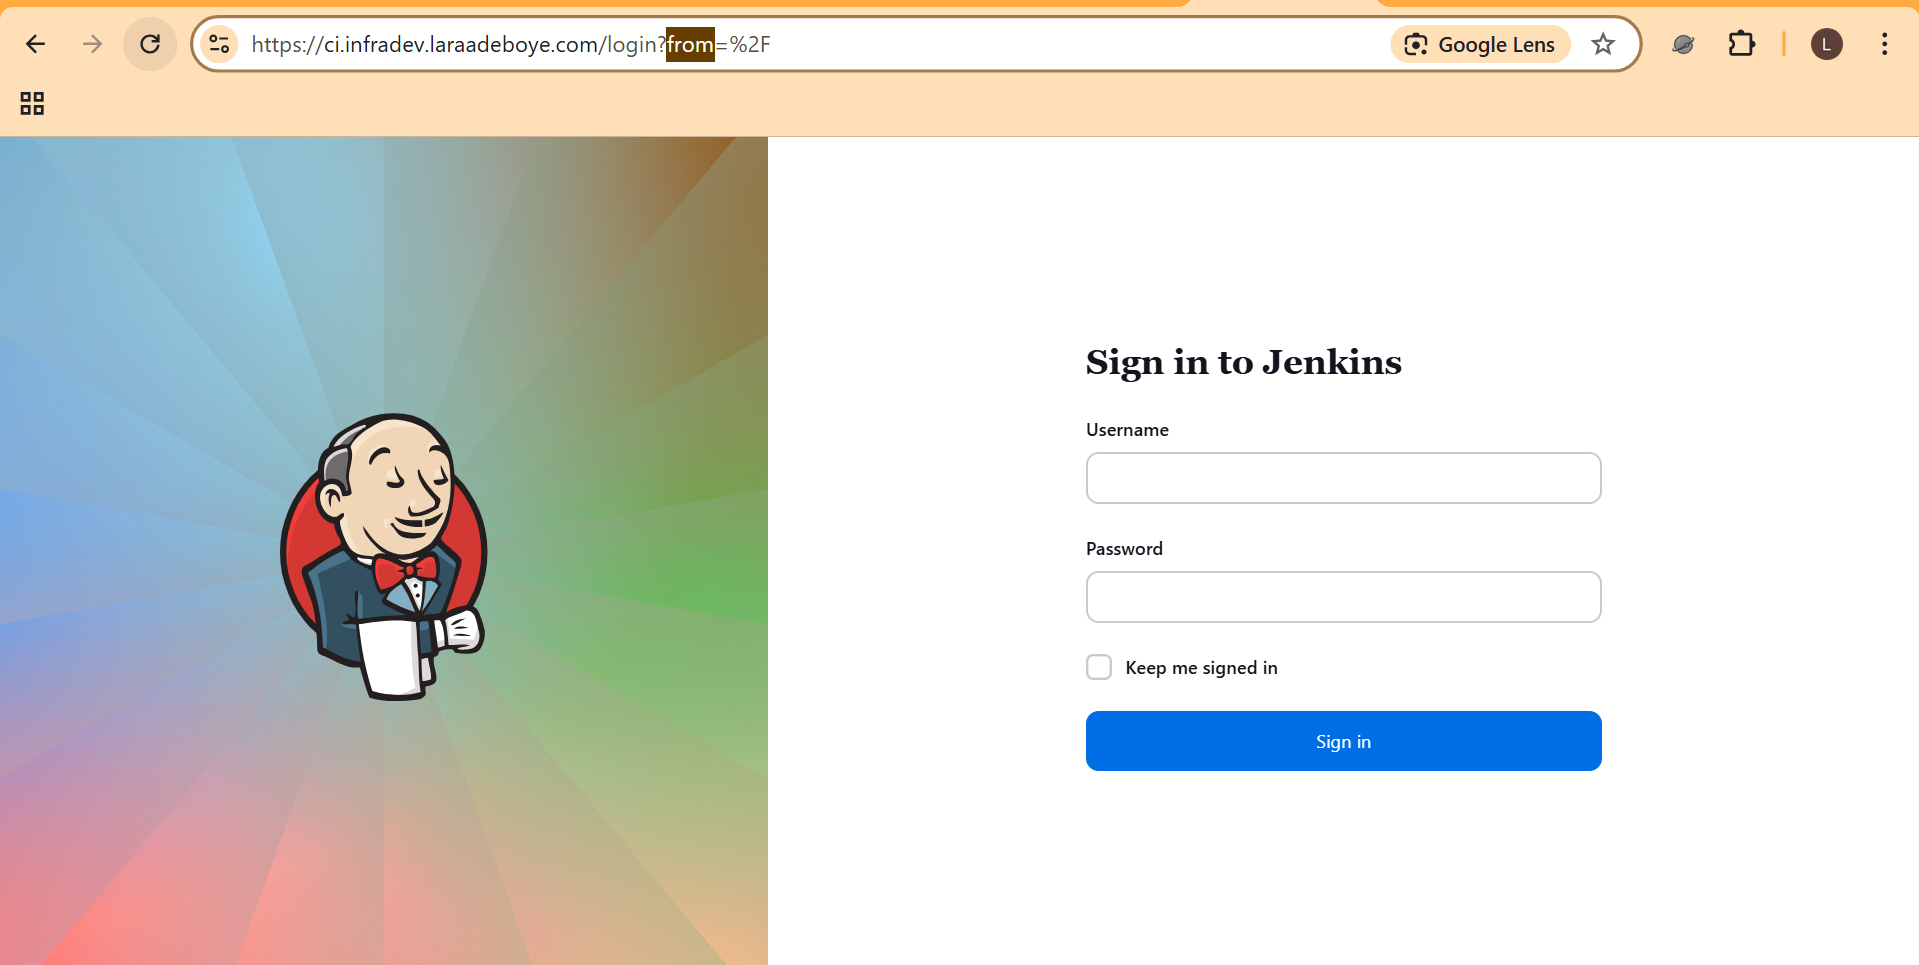 https://ci.infradev.laraadeboye.com/login?from=%2F
Google Lens
L
Sign in to Jenkins
Username
Password
Keep me signed in
Sign in